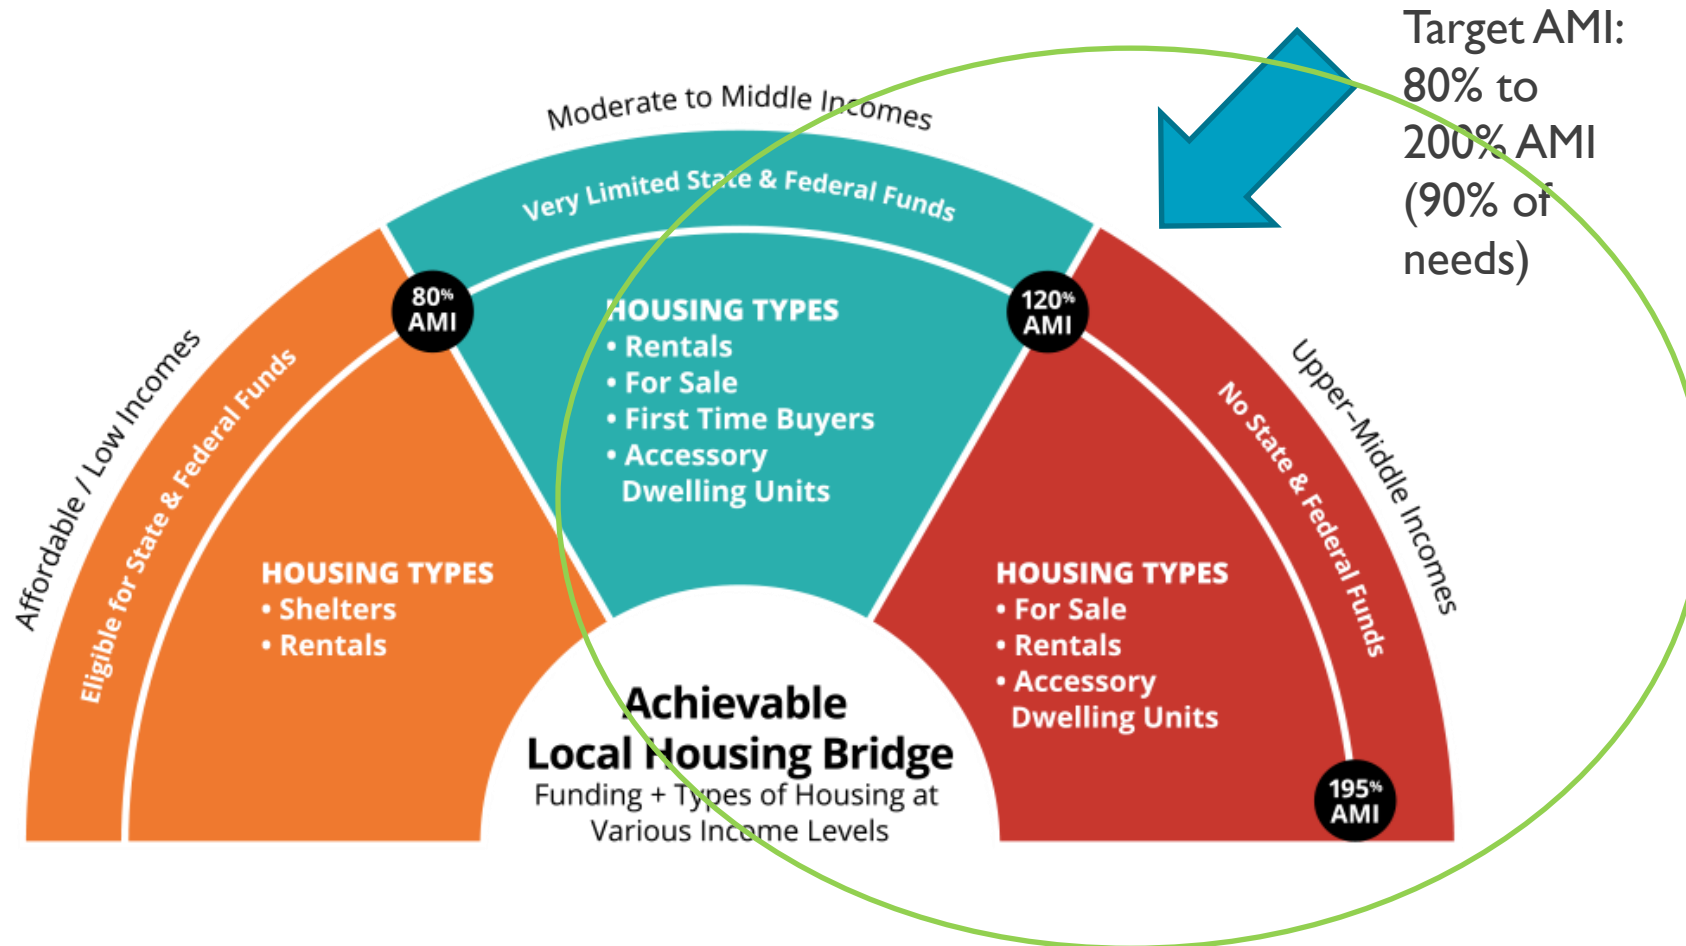 Target AMI:
80% to
200% AMI
(90% of
needs)
Moderate to Middle Incomes
Very Limited State & Federal Funds
80% AMI
120% AMI
HOUSING TYPES
• Rentals
• For Sale
• First Time Buyers
• Accessory
Dwelling Units
Affordable / Low Incomes
Eligible for State & Federal Funds
HOUSING TYPES
• Shelters
• Rentals
Upper–Middle Incomes
No State & Federal Funds
HOUSING TYPES
• For Sale
• Rentals
• Accessory
Dwelling Units
195% AMI
Achievable
Local Housing Bridge
Funding + Types of Housing at
Various Income Levels